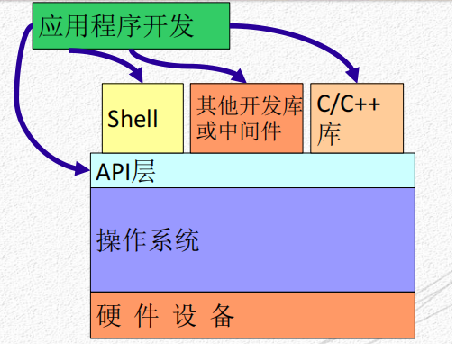 应用程序开发
Shell
其他开发库
或中间件
C/C++
库
API层
操作系统
硬 件 设 备